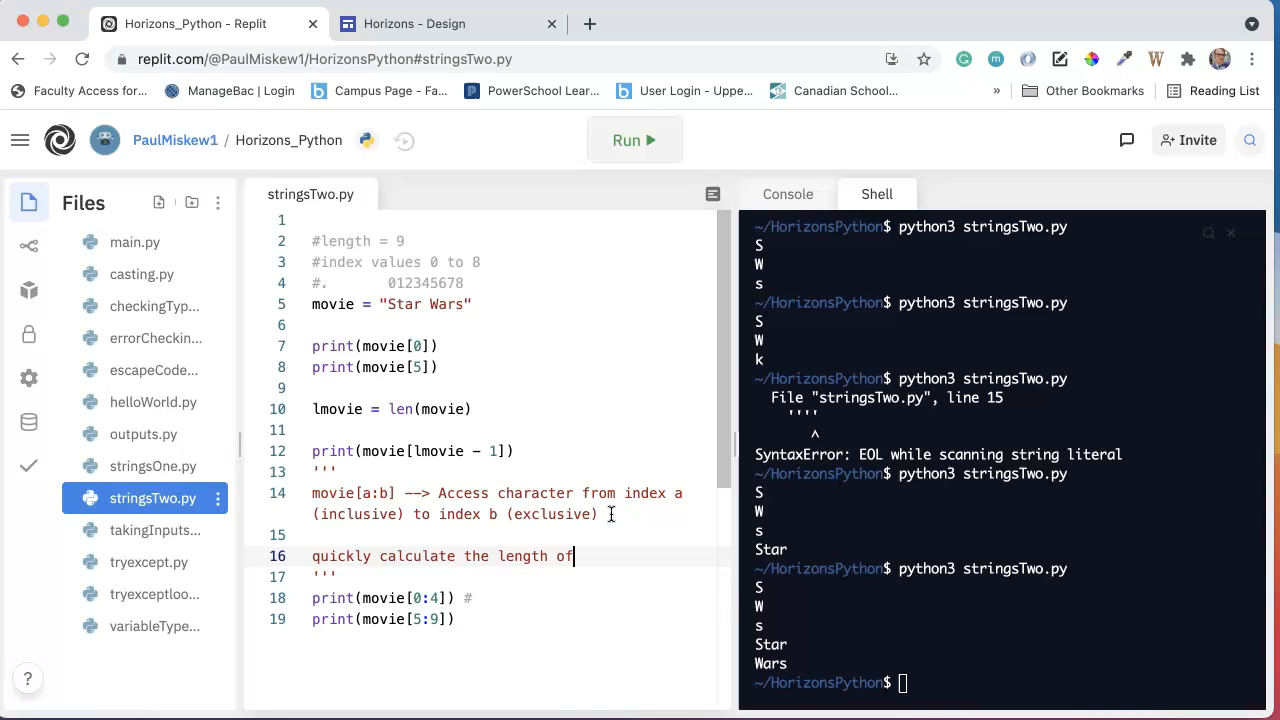 Horizons_Python - Replit
Horizons - Design
replit.com/@PaulMiskew1/HorizonsPython#stringsTwo.py
Faculty Access for...
ManageBac | Login
Campus Page - Fa...
PowerSchool Lear...
User Login - Uppe...
Canadian School...
»
Other Bookmarks
Reading List
PaulMiskew1 / Horizons_Python
Run
Invite
Files
main.py
casting.py
checkingTyp...
errorCheckin...
escapeCode...
helloWorld.py
outputs.py
stringsOne.py
stringsTwo.py
takingInputs...
tryexcept.py
tryexceptloo...
variableType...
?
stringsTwo.py
1
2 #length = 9
3 #index values 0 to 8
4 #.       012345678
5 movie = "Star Wars"
6
7 print(movie[0])
8 print(movie[5])
9
10 lmovie = len(movie)
11
12 print(movie[lmovie - 1])
13 '''
14 movie[a:b] --> Access character from index a
(inclusive) to index b (exclusive)
15
16 quickly calculate the length of
17 '''
18 print(movie[0:4]) #
19 print(movie[5:9])
Console
Shell
~/HorizonsPython$ python3 stringsTwo.py
S
W
s
~/HorizonsPython$ python3 stringsTwo.py
S
W
k
~/HorizonsPython$ python3 stringsTwo.py
File "stringsTwo.py", line 15
''''
^
SyntaxError: EOL while scanning string literal
~/HorizonsPython$ python3 stringsTwo.py
S
W
s
Star
~/HorizonsPython$ python3 stringsTwo.py
S
W
s
Star
Wars
~/HorizonsPython$